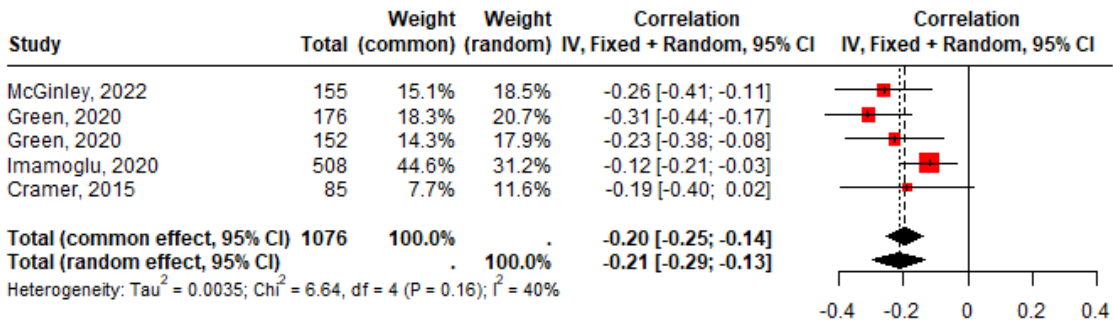 Weight Weight Correlation Correlation
Study Total (common) (random) IV, Fixed + Random, 95% CI IV, Fixed + Random, 95% CI
McGinley, 2022 155 15.1% 18.5% -0.26 [-0.41; -0.11]
Green, 2020 176 18.3% 20.7% -0.31 [-0.44; -0.17]
Green, 2020 152 14.3% 17.9% -0.23 [-0.38; -0.08]
Imamoglu, 2020 508 44.6% 31.2% -0.12 [-0.21; -0.03]
Cramer, 2015 85 7.7% 11.6% -0.19 [-0.40; 0.02]
Total (common effect, 95% CI) 1076 100.0% . -0.20 [-0.25; -0.14]
Total (random effect, 95% CI) . 100.0% -0.21 [-0.29; -0.13]
Heterogeneity: Tau² = 0.0035; Chi² = 6.64, df = 4 (P = 0.16); I² = 40%
-0.4 -0.2 0 0.2 0.4